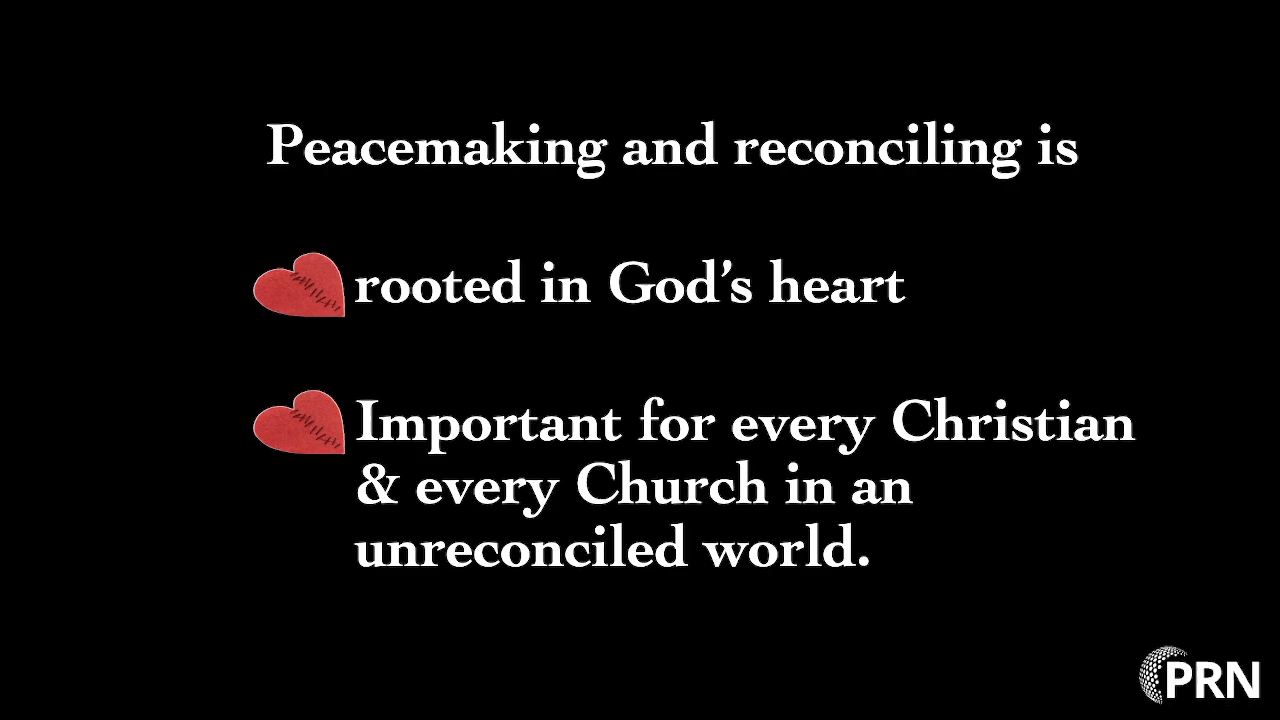 Peacemaking and reconciling is
rooted in God’s heart
Important for every Christian
& every Church in an
unreconciled world.
PRN